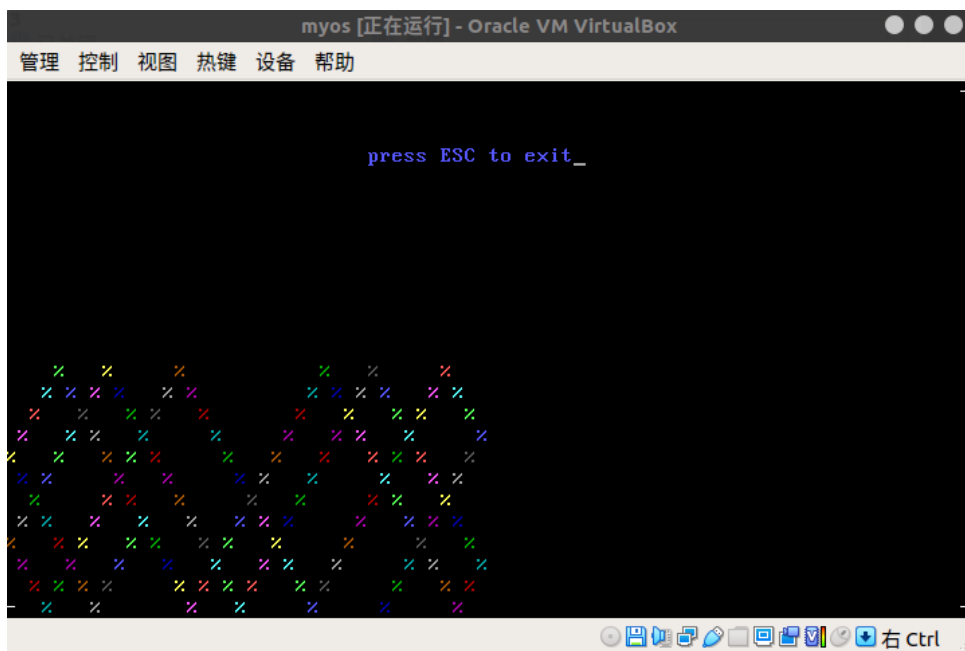 myos [正在运行] - Oracle VM VirtualBox
管理 控制 视图 热键 设备 帮助
press ESC to exit_
% % % % % %
% % % % % % % % % % % %
% % % % % % % % % %
% % % % % % % % % %
% % % % % % % % % % % %
% % % % % % % % % %
% % % % % % % % %
% % % % % % % % % % % %
% % % % % % % % % % %
% % % % % % % % % % %
% % % % % % % % % % % % %
% % % % % % %
右 Ctrl